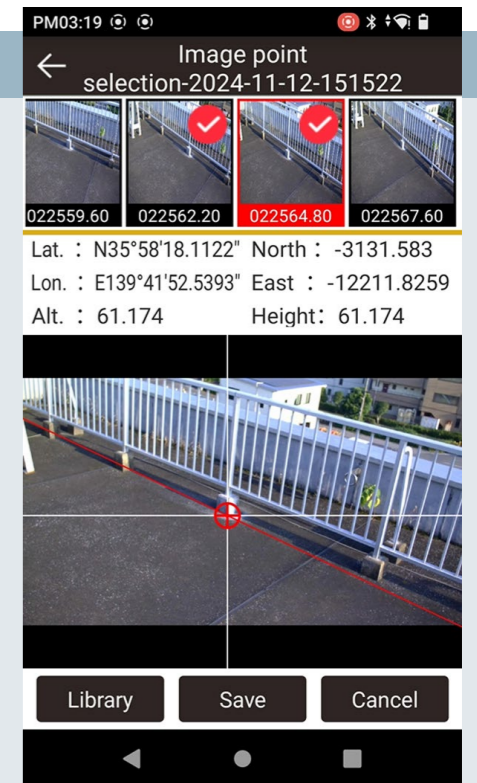 PM03:19
Image point
selection-2024-11-12-151522
022559.60 022562.20 022564.80 022567.60
Lat. : N35°58'18.1122" North : -3131.583
Lon. : E139°41'52.5393" East : -12211.8259
Alt. : 61.174 Height: 61.174
Library Save Cancel